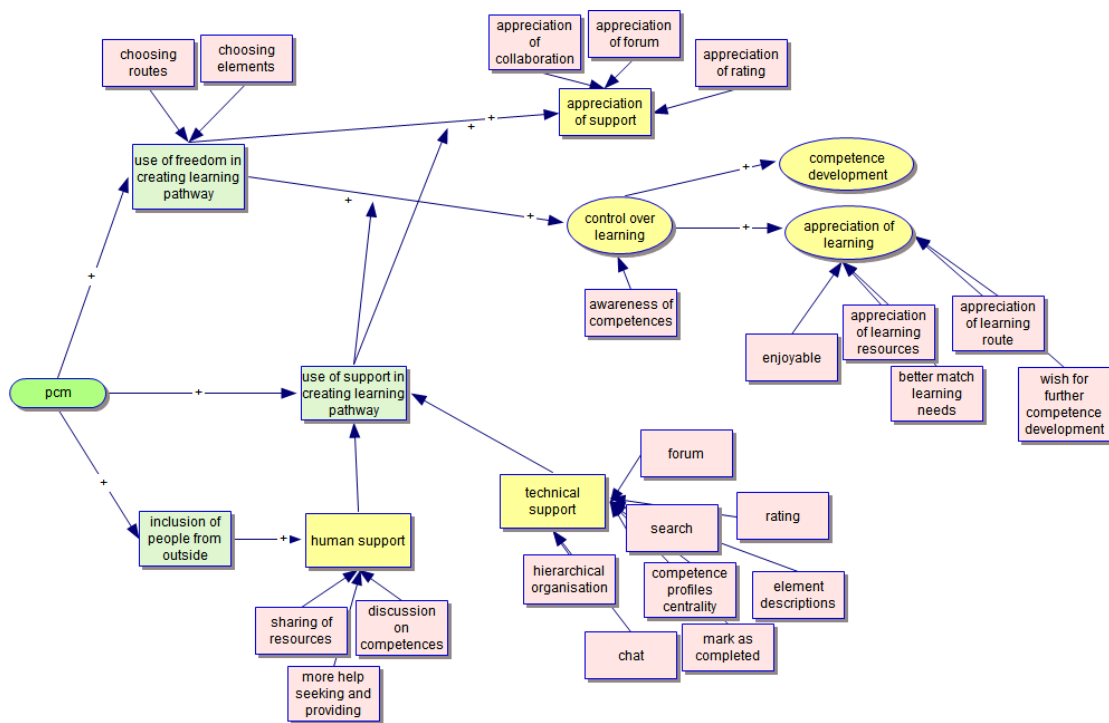 choosing
routes
choosing
elements
appreciation
of
collaboration
appreciation
of forum
appreciation
of rating
appreciation
of support
+
+
use of freedom in
creating learning
pathway
+
+
+
control over
learning
competence
development
+
appreciation of
learning
awareness of
competences
enjoyable
appreciation
of learning
resources
appreciation
of learning
route
better match
learning
needs
wish for
further
competence
development
+
pcm
+
use of support in
creating learning
pathway
+
inclusion of
people from
outside
+
human support
sharing of
resources
more help
seeking and
providing
discussion
on
competences
technical
support
forum
search
rating
hierarchical
organisation
competence
profiles
centrality
element
descriptions
chat
mark as
completed